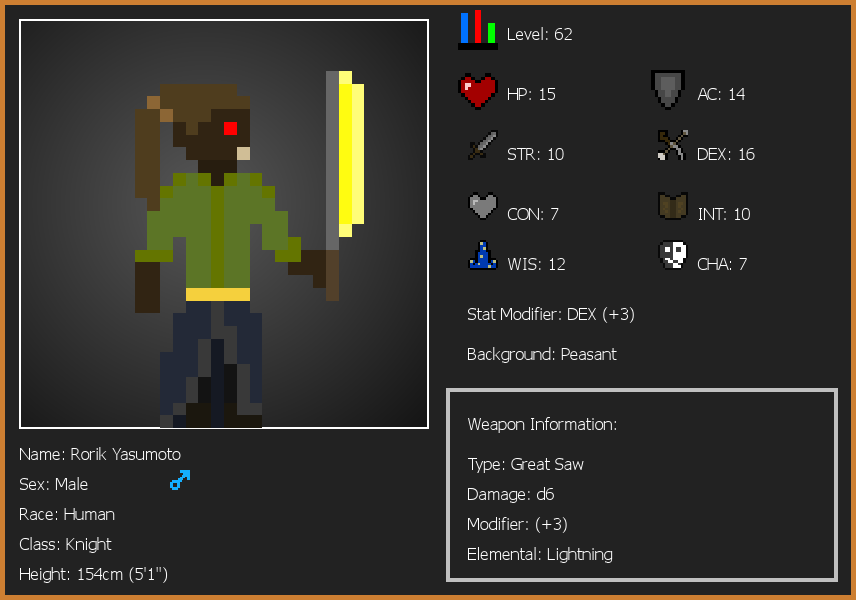 Level: 62
HP: 15
AC: 14
STR: 10
DEX: 16
CON: 7
INT: 10
WIS: 12
CHA: 7
Stat Modifier: DEX (+3)
Background: Peasant
Weapon Information:
Type: Great Saw
Damage: d6
Modifier: (+3)
Elemental: Lightning
Name: Rorik Yasumoto
Sex: Male
Race: Human
Class: Knight
Height: 154cm (5'1")